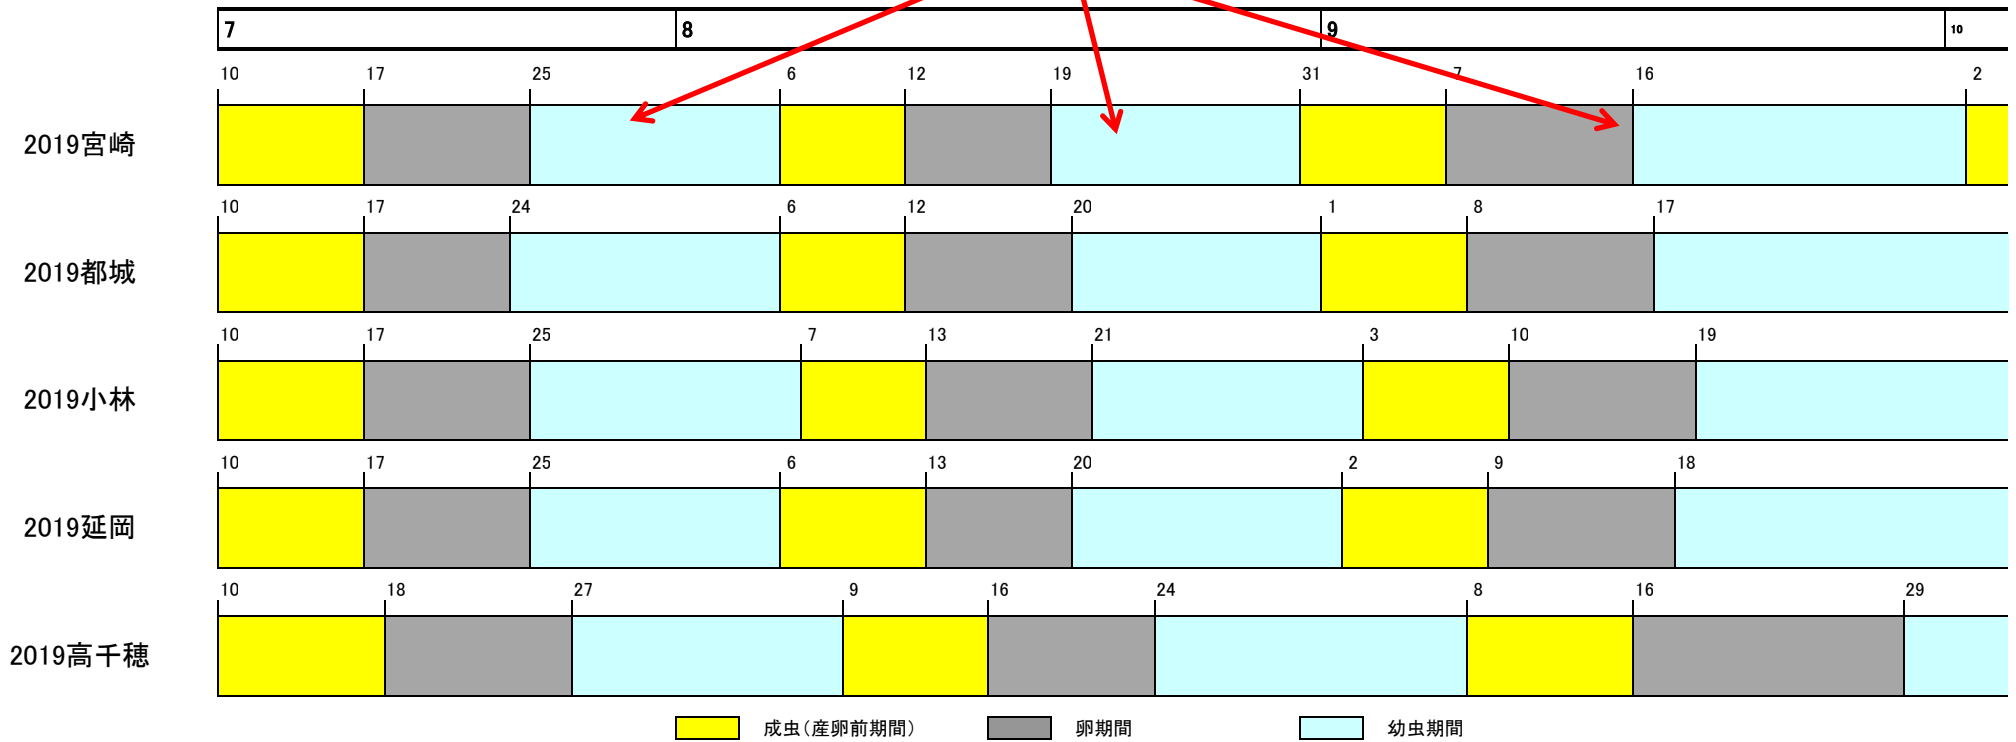 7 8 9 10
10 17 25 6 12 19 31 7 16 2
2019宮崎
10 17 24 6 12 20 1 8 17
2019都城
10 17 25 7 13 21 3 10 19
2019小林
10 17 25 6 13 20 2 9 18
2019延岡
10 18 27 9 16 24 8 16 29
2019高千穂
成虫(産卵前期間) 卵期間 幼虫期間